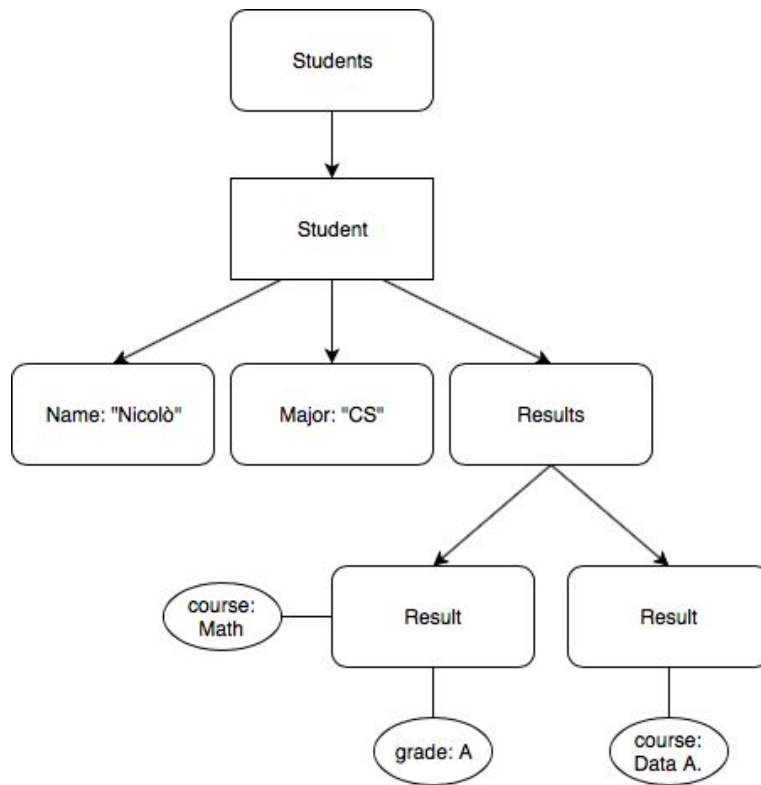 Students
Student
Name: "Nicolò"
Major: "CS"
Results
course:
Math
Result
Result
grade: A
course:
Data A.